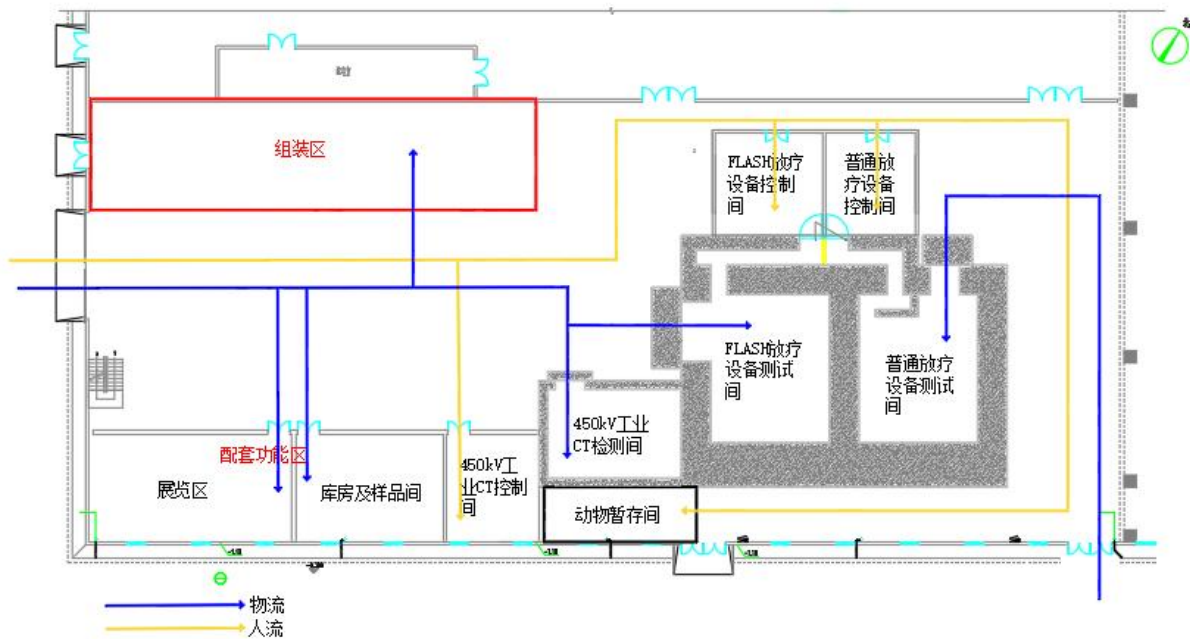 组装区
FLASH放疗
设备控制
间
普通放
疗设备
控制间
FLASH放疗
设备测试
间
普通放疗
设备测试
间
450kV工业
CT检测间
配套功能区
展览区
库房及样品间
450kV工
业CT控制
间
动物暂存间
物流
人流